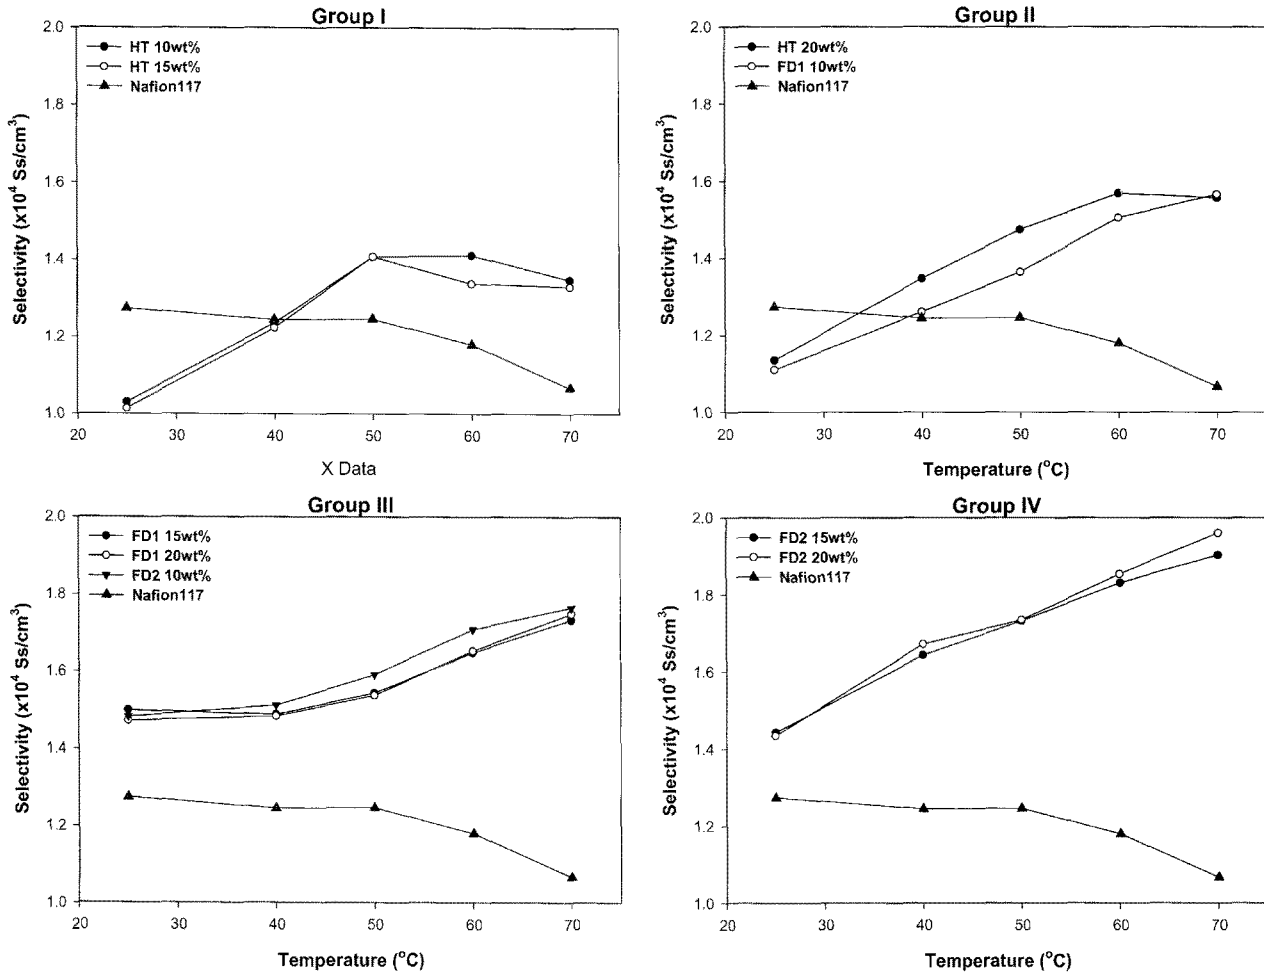 Group I
HT 10wt%
HT 15wt%
Nafion117
Selectivity (x10⁴ Ss/cm³)
2.0
1.8
1.6
1.4
1.2
1.0
20 30 40 50 60 70
X Data
Group II
HT 20wt%
FD1 10wt%
Nafion117
Selectivity (x10⁴ Ss/cm³)
2.0
1.8
1.6
1.4
1.2
1.0
20 30 40 50 60 70
Temperature (°C)
Group III
FD1 15wt%
FD1 20wt%
FD2 10wt%
Nafion117
Selectivity (x10⁴ Ss/cm³)
2.0
1.8
1.6
1.4
1.2
1.0
20 30 40 50 60 70
Temperature (°C)
Group IV
FD2 15wt%
FD2 20wt%
Nafion117
Selectivity (x10⁴ Ss/cm³)
2.0
1.8
1.6
1.4
1.2
1.0
20 30 40 50 60 70
Temperature (°C)